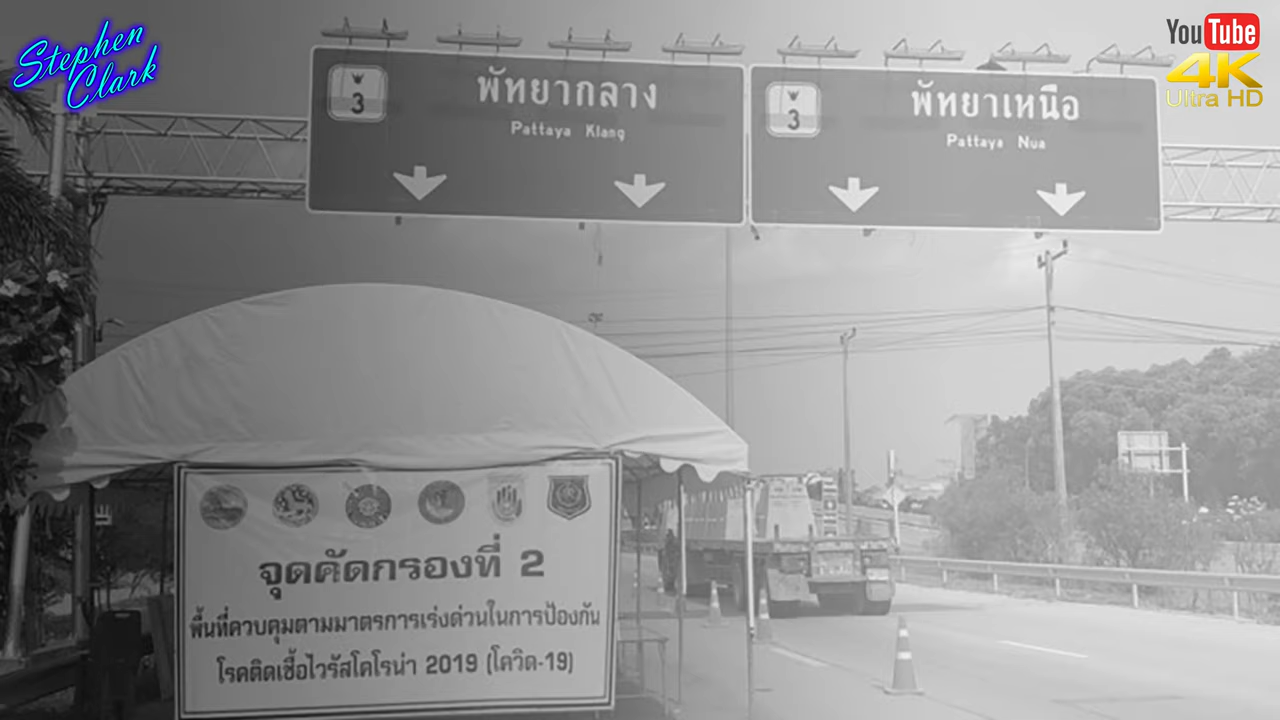 Stephen
Clark
YouTube
4K
Ultra HD
3
พัทยากลาง
Pattaya Klang
3
พัทยาเหนือ
Pattaya Nua
จุดคัดกรองที่ 2
พื้นที่ควบคุมตามมาตรการเร่งด่วนในการป้องกัน
โรคติดเชื้อไวรัสโคโรน่า 2019 (โควิด-19)